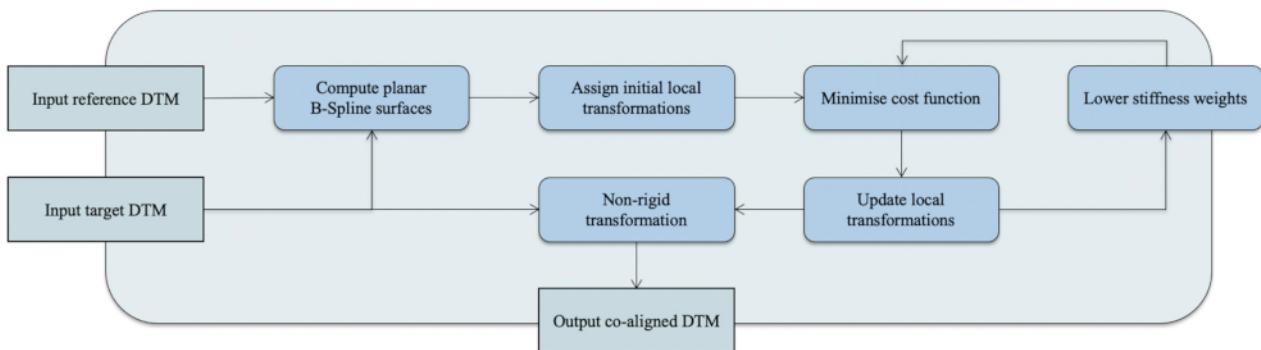 Input reference DTM
Compute planar
B-Spline surfaces
Assign initial local
transformations
Minimise cost function
Lower stiffness weights
Input target DTM
Non-rigid
transformation
Update local
transformations
Output co-aligned DTM